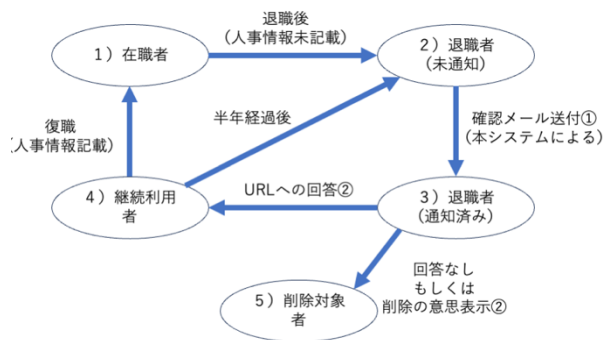 退職後
(人事情報未記載)
1）在職者
2）退職者
(未通知)
復職
(人事情報記載)
半年経過後
確認メール送付①
(本システムによる)
4）継続利用
者
URLへの回答②
3）退職者
(通知済み)
回答なし
もしくは
削除の意思表示②
5）削除対象
者